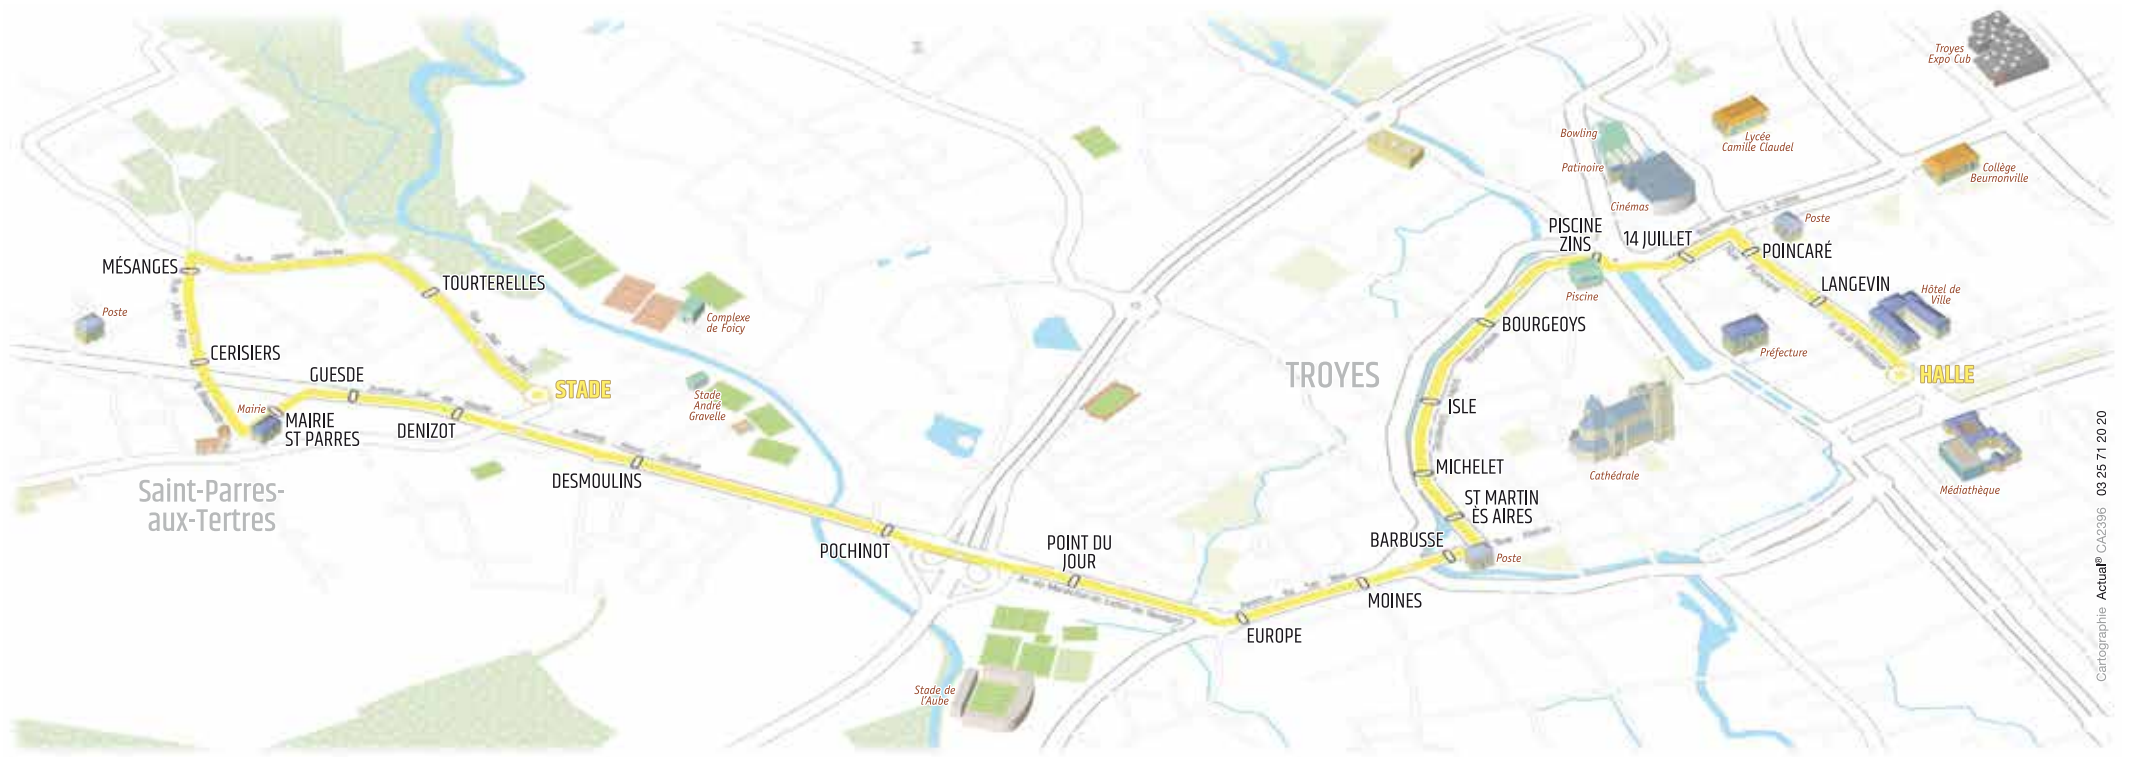 Troyes
Expo Cub
Bowling
Lycée
Camille Claudel
Patinoire
Collège
Beurnonville
Cinémas
Poste
PISCINE
ZINS
14 JUILLET
POINCARÉ
MÉSANGES
TOURTERELLES
LANGEVIN
Hôtel de
Ville
Piscine
Poste
Complexe
de Foicy
BOURGEOYS
Préfecture
CERISIERS
GUESDE
TROYES
HALLE
STADE
Stade
André
Gravelle
ISLE
Mairie
MAIRIE
ST PARRES
DENIZOT
DESMOULINS
MICHELET
Cathédrale
Médiathèque
Saint-Parres-
aux-Tertres
ST MARTIN
ÈS AIRES
POCHINOT
POINT DU
JOUR
BARBUSSE
Poste
MOINES
EUROPE
Stade de
l'Aube
Cartographie Actual® CA2396 03 25 71 20 20